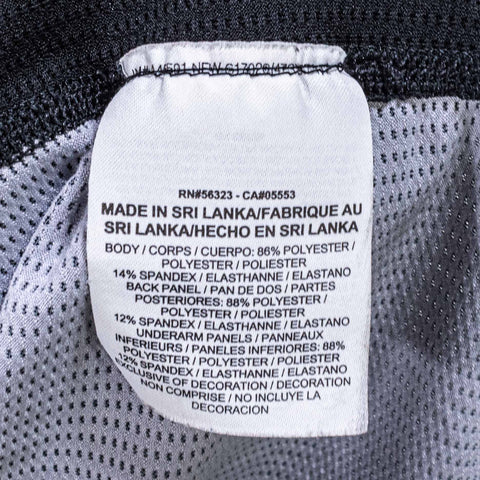 RN#56323 - CA#05553
MADE IN SRI LANKA/FABRIQUE AU
SRI LANKA/HECHO EN SRI LANKA
BODY / CORPS / CUERPO: 86% POLYESTER /
POLYESTER / POLIESTER
14% SPANDEX / ELASTHANNE / ELASTANO
BACK PANEL / PAN DE DOS / PARTES
POSTERIORES: 88% POLYESTER /
POLYESTER / POLIESTER
12% SPANDEX / ELASTHANNE / ELASTANO
UNDERARM PANELS / PANNEAUX
INFERIEURS / PANELES INFERIORES: 88%
POLYESTER / POLYESTER / POLIESTER
12% SPANDEX / ELASTHANNE / ELASTANO
EXCLUSIVE OF DECORATION / DECORATION
NON COMPRISE / NO INCLUYE LA
DECORACION